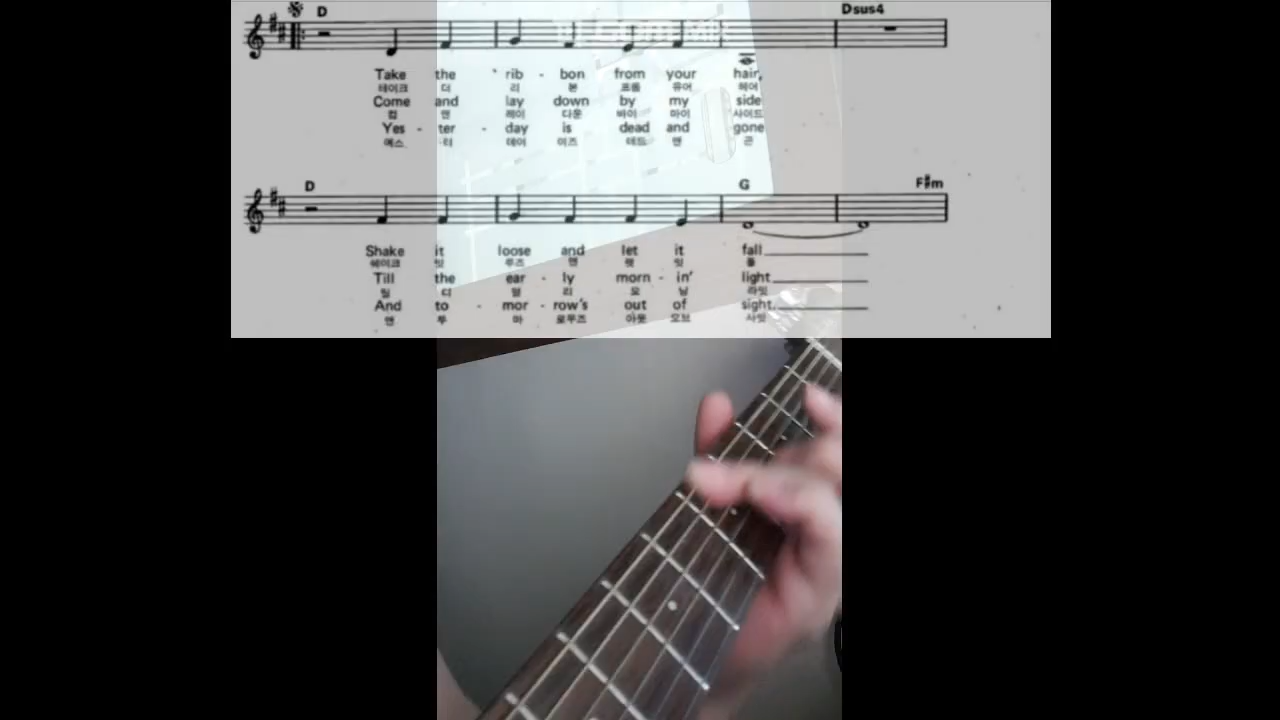 D Dsus4
Take the rib - bon from your hair,
테이크 더 리 본 프롬 유어 헤어
Come and lay down by my side
컴 앤 레이 다운 바이 마이 사이드
Yes - ter - day is dead and gone
예스 터 데이 이즈 데드 앤 곤
D G F#m
Shake it loose and let it fall
쉐이크 잇 루즈 앤 렛 잇 폴
Till the ear - ly morn - in' light
틸 더 얼 리 모 닝 라잇
And to - mor - row's out of sight.
앤 투 마 로우즈 아웃 오브 사잇